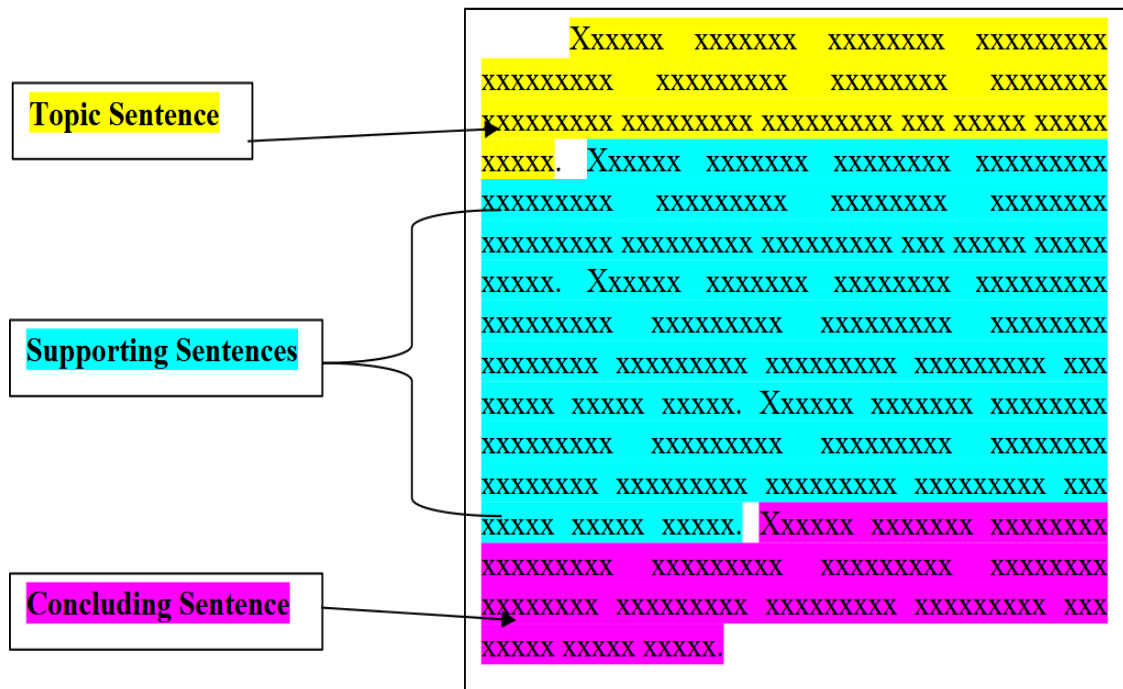 Topic Sentence
Supporting Sentences
Concluding Sentence
Xxxxxx xxxxxxx xxxxxxxx xxxxxxxxx
xxxxxxxxx xxxxxxxxx xxxxxxxx xxxxxxxx
xxxxxxxxx xxxxxxxxx xxxxxxxxx xxx xxxxx xxxxx
xxxxx. Xxxxxx xxxxxxx xxxxxxxx xxxxxxxxx
xxxxxxxxx xxxxxxxxx xxxxxxxx xxxxxxxx
xxxxxxxxx xxxxxxxxx xxxxxxxxx xxx xxxxx xxxxx
xxxxx. Xxxxxx xxxxxxx xxxxxxxx xxxxxxxxx
xxxxxxxxx xxxxxxxxx xxxxxxxxx xxxxxxxx
xxxxxxxx xxxxxxxxx xxxxxxxxx xxxxxxxxx xxx
xxxxx xxxxx xxxxx. Xxxxxx xxxxxxx xxxxxxxx
xxxxxxxxx xxxxxxxxx xxxxxxxxx xxxxxxxx
xxxxxxxx xxxxxxxxx xxxxxxxxx xxxxxxxxx xxx
xxxxx xxxxx xxxxx. Xxxxxx xxxxxxx xxxxxxxx
xxxxxxxxx xxxxxxxxx xxxxxxxxx xxxxxxxx
xxxxxxxx xxxxxxxxx xxxxxxxxx xxxxxxxxx xxx
xxxxx xxxxx xxxxx.